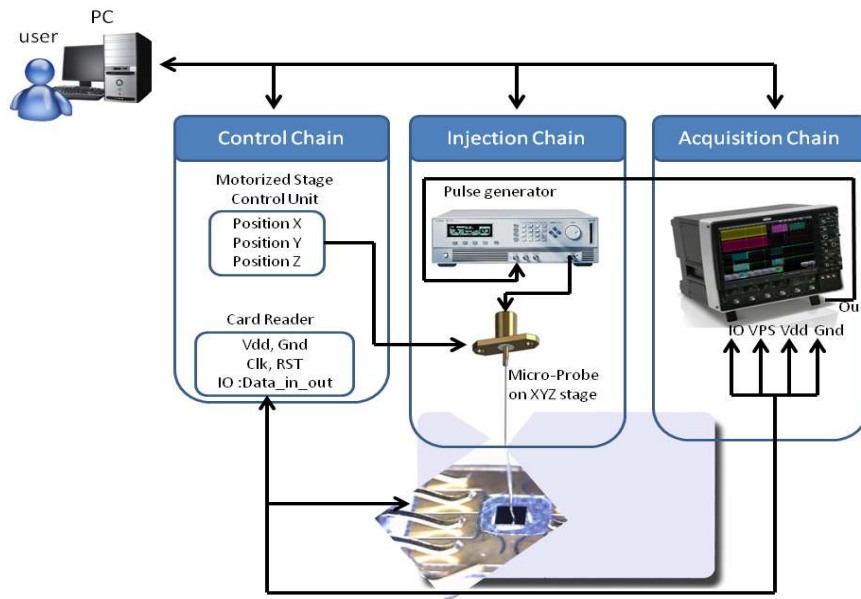 PC
user
Control Chain
Injection Chain
Acquisition Chain
Motorized Stage
Control Unit
Position X
Position Y
Position Z
Pulse generator
Card Reader
Vdd, Gnd
Clk, RST
IO :Data_in_out
Micro-Probe
on XYZ stage
Ou
IO VPS Vdd Gnd